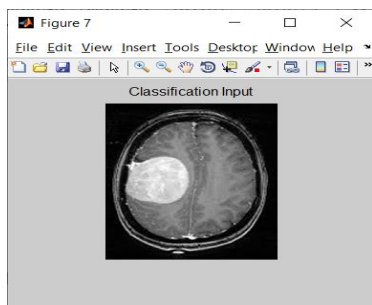 Figure 7
File Edit View Insert Tools Desktop Window Help
Classification Input